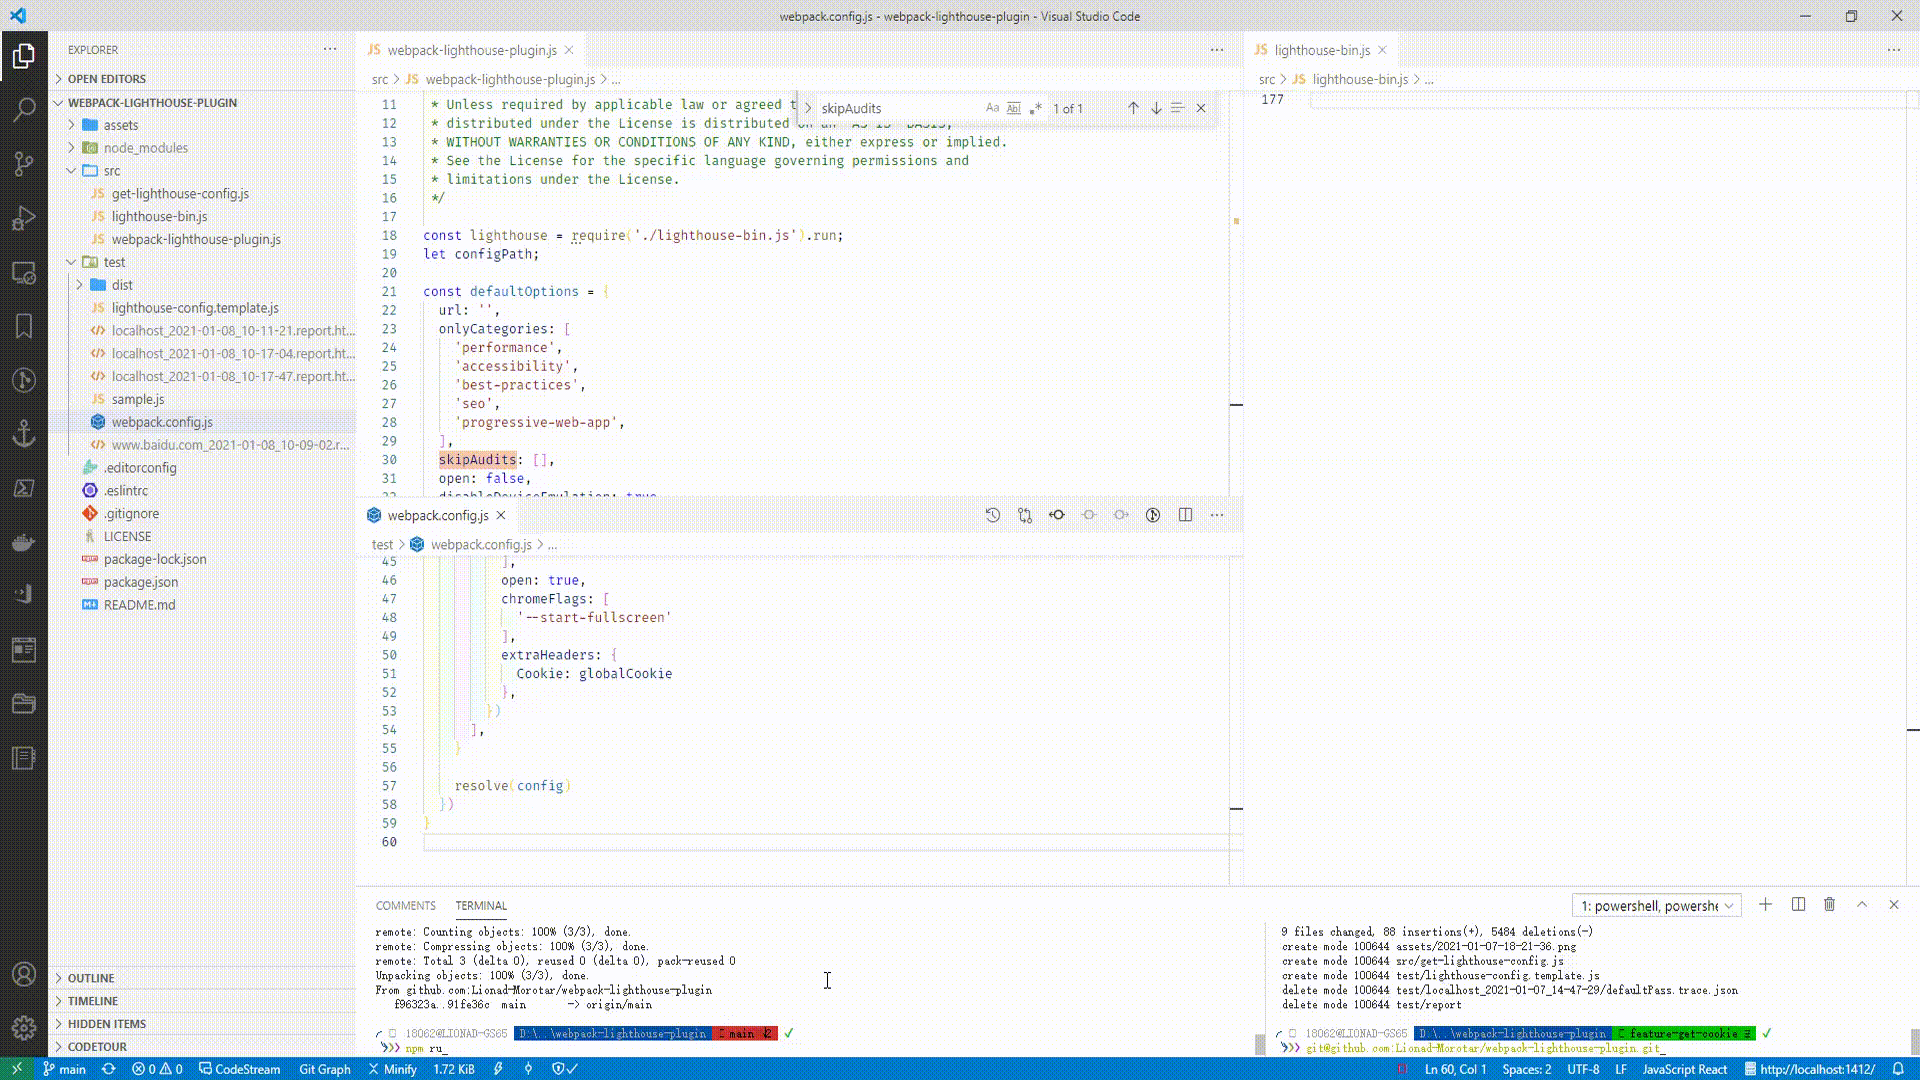 webpack.config.js - webpack-lighthouse-plugin - Visual Studio Code
EXPLORER
OPEN EDITORS
WEBPACK-LIGHTHOUSE-PLUGIN
assets
node_modules
src
JS get-lighthouse-config.js
JS lighthouse-bin.js
JS webpack-lighthouse-plugin.js
test
dist
JS lighthouse-config.template.js
localhost_2021-01-08_10-11-21.report.ht...
localhost_2021-01-08_10-17-04.report.ht...
localhost_2021-01-08_10-17-47.report.ht...
JS sample.js
webpack.config.js
www.baidu.com_2021-01-08_10-09-02.r...
.editorconfig
.eslintrc
.gitignore
LICENSE
package-lock.json
package.json
README.md
OUTLINE
TIMELINE
HIDDEN ITEMS
CODETOUR
JS webpack-lighthouse-plugin.js
src > JS webpack-lighthouse-plugin.js > ...
skipAudits Aa Abl .* 1 of 1
11 * Unless required by applicable law or agreed t
12 * distributed under the License is distributed on an "AS IS" BASIS,
13 * WITHOUT WARRANTIES OR CONDITIONS OF ANY KIND, either express or implied.
14 * See the License for the specific language governing permissions and
15 * limitations under the License.
16 */
17
18 const lighthouse = require('./lighthouse-bin.js').run;
19 let configPath;
20
21 const defaultOptions = {
22 url: '',
23 onlyCategories: [
24 'performance',
25 'accessibility',
26 'best-practices',
27 'seo',
28 'progressive-web-app',
29 ],
30 skipAudits: [],
31 open: false,
32 disableDeviceEmulation: true
webpack.config.js
test > webpack.config.js > ...
45 ],
46 open: true,
47 chromeFlags: [
48 '--start-fullscreen'
49 ],
50 extraHeaders: {
51 Cookie: globalCookie
52 },
53 })
54 ],
55 }
56
57 resolve(config)
58 })
59 }
60
JS lighthouse-bin.js
src > JS lighthouse-bin.js > ...
177
COMMENTS TERMINAL
1: powershell, powershe
remote: Counting objects: 100% (3/3), done.
remote: Compressing objects: 100% (3/3), done.
remote: Total 3 (delta 0), reused 0 (delta 0), pack-reused 0
Unpacking objects: 100% (3/3), done.
From github.com:Lionad-Morotar/webpack-lighthouse-plugin
f96323a..91fe36c main -> origin/main
18062@LIONAD-GS65 D:\..\webpack-lighthouse-plugin main ✓
❯❯❯ npm ru_
9 files changed, 88 insertions(+), 5484 deletions(-)
create mode 100644 assets/2021-01-07-18-21-36.png
create mode 100644 src/get-lighthouse-config.js
create mode 100644 test/lighthouse-config.template.js
delete mode 100644 test/localhost_2021-01-07_14-47-29/defaultPass.trace.json
delete mode 100644 test/report
18062@LIONAD-GS65 D:\..\webpack-lighthouse-plugin feature-get-cookie ✓
❯❯❯ git@github.com:Lionad-Morotar/webpack-lighthouse-plugin.git_
main 0 0 CodeStream Git Graph Minify 1.72 KiB
Ln 60, Col 1 Spaces: 2 UTF-8 LF JavaScript React http://localhost:1412/